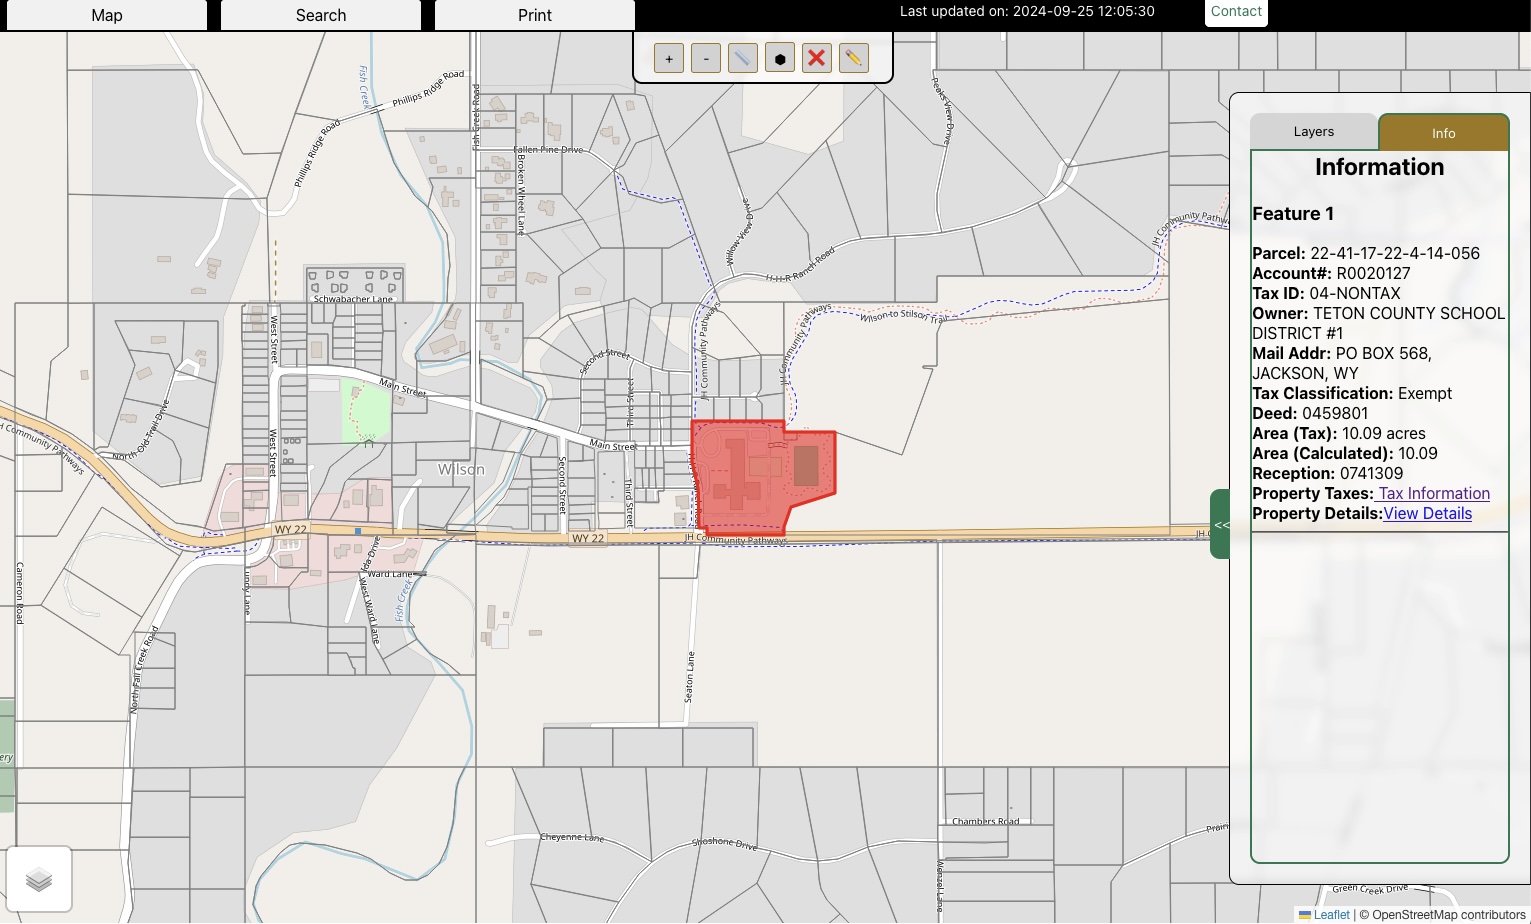 Map
Search
Print
Last updated on: 2024-09-25 12:05:30
Contact
+
-
Layers
Info
Information
Feature 1
Parcel: 22-41-17-22-4-14-056
Account#: R0020127
Tax ID: 04-NONTAX
Owner: TETON COUNTY SCHOOL
DISTRICT #1
Mail Addr: PO BOX 568,
JACKSON, WY
Tax Classification: Exempt
Deed: 0459801
Area (Tax): 10.09 acres
Area (Calculated): 10.09
Reception: 0741309
Property Taxes: Tax Information
Property Details:View Details
<<
Fish Creek
Phillips Ridge Road
Phillips Ridge Road
Fish Creek Road
Fallen Pine Drive
Broken Wheel Lane
Peaks View Drive
Willow View Drive
H-H-R Ranch Road
JH Community Pathways
Wilson to Stilson Trail
JH Community Pathways
JH Community Pathways
Schwabacher Lane
West Street
Second Street
Main Street
Third Street
Main Street
North Old Trail Drive
JH Community Pathways
West Street
Wilson
Second Street
Third Street
WY 22
WY 22
JH Community Pathways
JH C
Ida Drive
Ward Lane
West Ward Lane
Fish Creek
Cameron Road
North Fall Creek Road
Seaton Lane
ery
Cheyenne Lane
Shoshone Drive
Chambers Road
Prairi
Green Creek Drive
Leaflet | © OpenStreetMap contributors